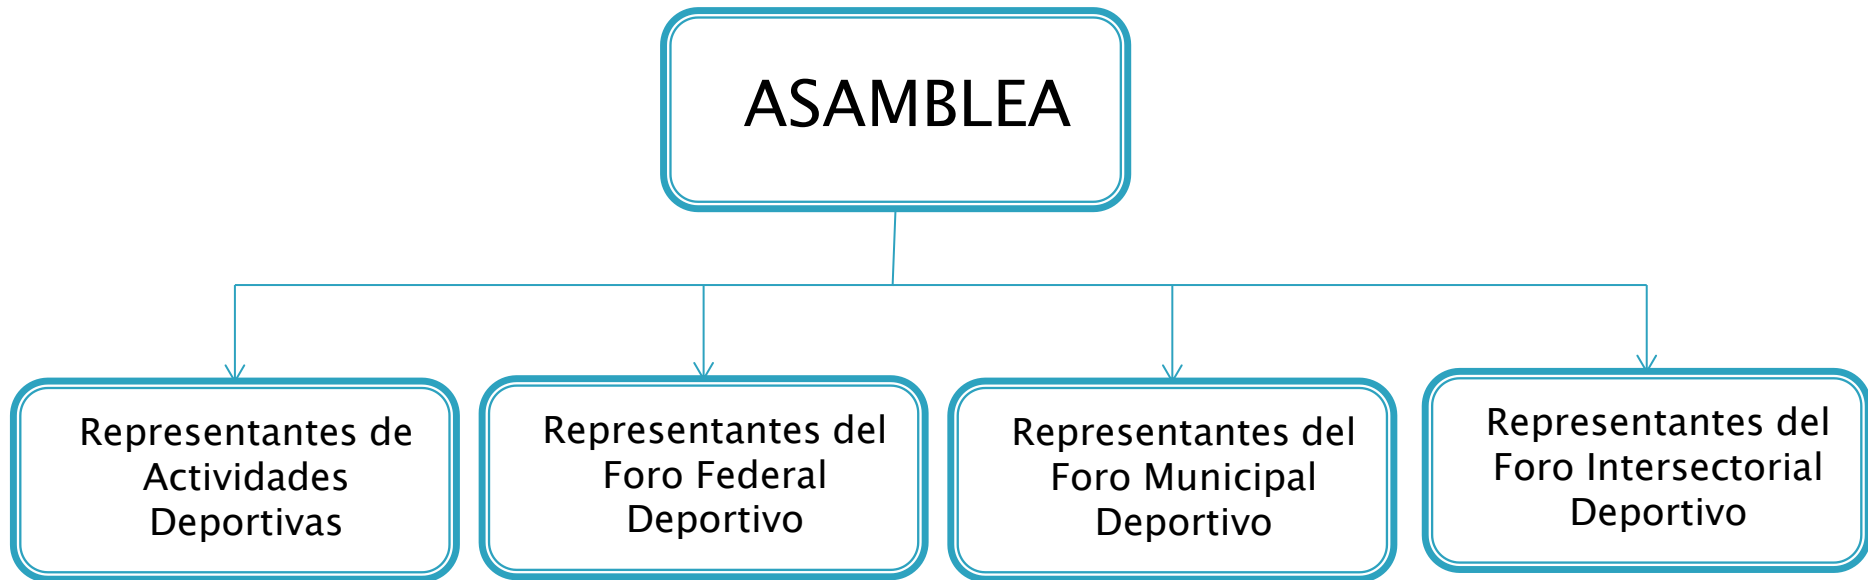 ASAMBLEA
Representantes de
Actividades
Deportivas
Representantes del
Foro Federal
Deportivo
Representantes del
Foro Municipal
Deportivo
Representantes del
Foro Intersectorial
Deportivo